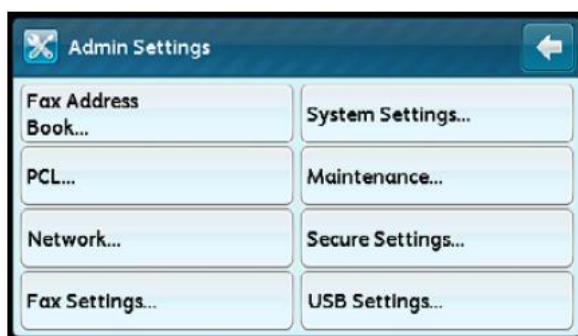 Admin Settings
Fax Address
Book...
System Settings...
PCL...
Maintenance...
Network...
Secure Settings...
Fax Settings...
USB Settings...